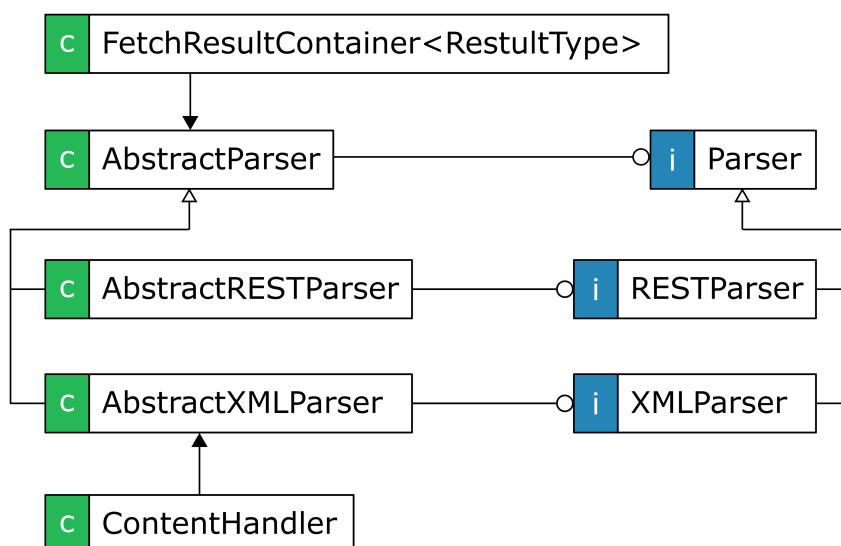 c FetchResultContainer<RestultType>
c AbstractParser i Parser
c AbstractRESTParser i RESTParser
c AbstractXMLParser i XMLParser
c ContentHandler